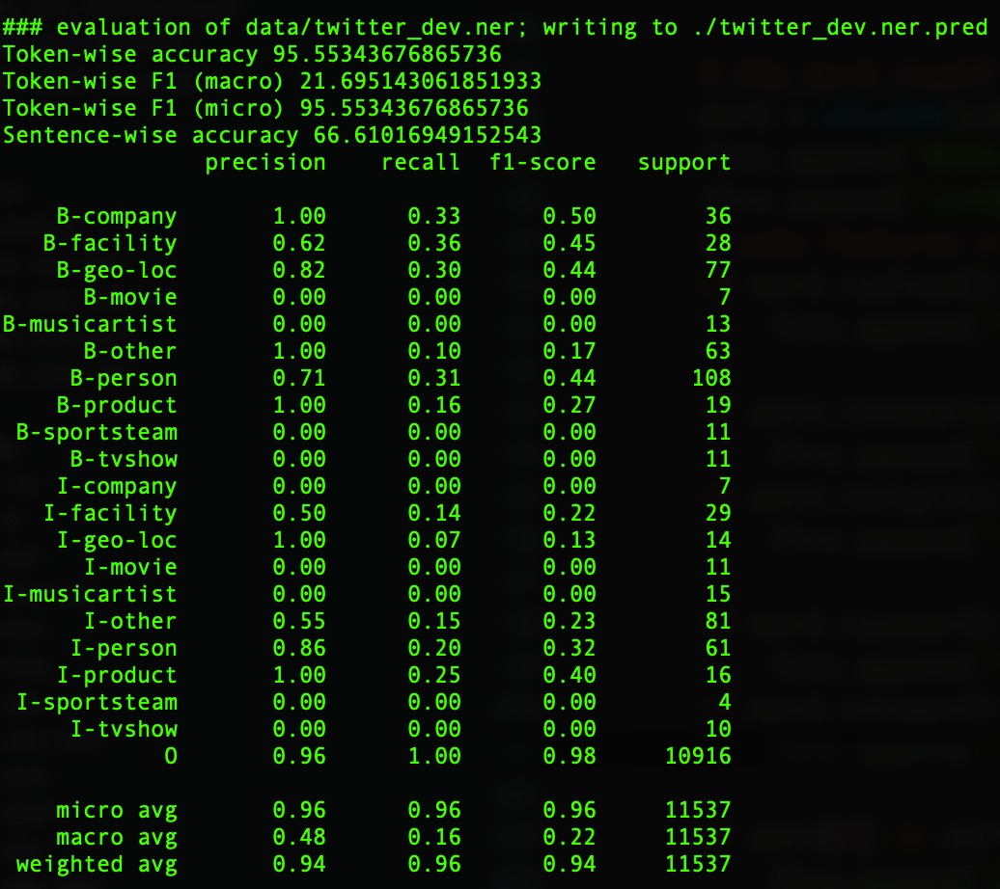 ### evaluation of data/twitter_dev.ner; writing to ./twitter_dev.ner.pred
Token-wise accuracy 95.55343676865736
Token-wise F1 (macro) 21.695143061851933
Token-wise F1 (micro) 95.55343676865736
Sentence-wise accuracy 66.61016949152543
precision recall f1-score support
B-company 1.00 0.33 0.50 36
B-facility 0.62 0.36 0.45 28
B-geo-loc 0.82 0.30 0.44 77
B-movie 0.00 0.00 0.00 7
B-musicartist 0.00 0.00 0.00 13
B-other 1.00 0.10 0.17 63
B-person 0.71 0.31 0.44 108
B-product 1.00 0.16 0.27 19
B-sportsteam 0.00 0.00 0.00 11
B-tvshow 0.00 0.00 0.00 11
I-company 0.00 0.00 0.00 7
I-facility 0.50 0.14 0.22 29
I-geo-loc 1.00 0.07 0.13 14
I-movie 0.00 0.00 0.00 11
I-musicartist 0.00 0.00 0.00 15
I-other 0.55 0.15 0.23 81
I-person 0.86 0.20 0.32 61
I-product 1.00 0.25 0.40 16
I-sportsteam 0.00 0.00 0.00 4
I-tvshow 0.00 0.00 0.00 10
O 0.96 1.00 0.98 10916
micro avg 0.96 0.96 0.96 11537
macro avg 0.48 0.16 0.22 11537
weighted avg 0.94 0.96 0.94 11537